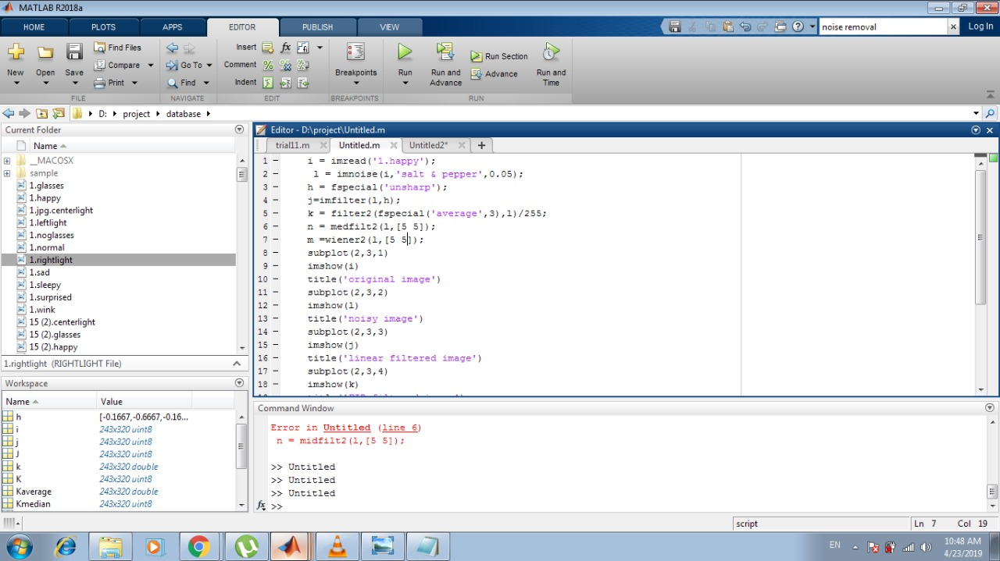 MATLAB R2018a
HOME PLOTS APPS EDITOR PUBLISH VIEW noise removal Log In
New Open Save Find Files Compare Print Go To Find Insert Comment Indent fx Breakpoints Run Run and Advance Run Section Advance Run and Time
FILE NAVIGATE EDIT BREAKPOINTS RUN
D: project database
Current Folder
Name
__MACOSX
sample
1.glasses
1.happy
1.jpg.centerlight
1.leftlight
1.noglasses
1.normal
1.rightlight
1.sad
1.sleepy
1.surprised
1.wink
15 (2).centerlight
15 (2).glasses
15 (2).happy
1.rightlight (RIGHTLIGHT File)
Workspace
Name Value
h [-0.1667,-0.6667,-0.16...
i 243x320 uint8
j 243x320 uint8
J 243x320 uint8
k 243x320 double
K 243x320 uint8
Kaverage 243x320 double
Kmedian 243x320 uint8
Editor - D:\project\Untitled.m
trial11.m Untitled.m Untitled2* +
1 – i = imread('1.happy');
2 – l = imnoise(i,'salt & pepper',0.05);
3 – h = fspecial('unsharp');
4 – j=imfilter(l,h);
5 – k = filter2(fspecial('average',3),l)/255;
6 – n = medfilt2(l,[5 5]);
7 – m =wiener2(l,[5 5]);
8 – subplot(2,3,1)
9 – imshow(i)
10 – title('original image')
11 – subplot(2,3,2)
12 – imshow(l)
13 – title('noisy image')
14 – subplot(2,3,3)
15 – imshow(j)
16 – title('linear filtered image')
17 – subplot(2,3,4)
18 – imshow(k)
Command Window
Error in Untitled (line 6)
n = midfilt2(l,[5 5]);
>> Untitled
>> Untitled
>> Untitled
fx >>
script Ln 7 Col 19
EN 10:48 AM
4/23/2019